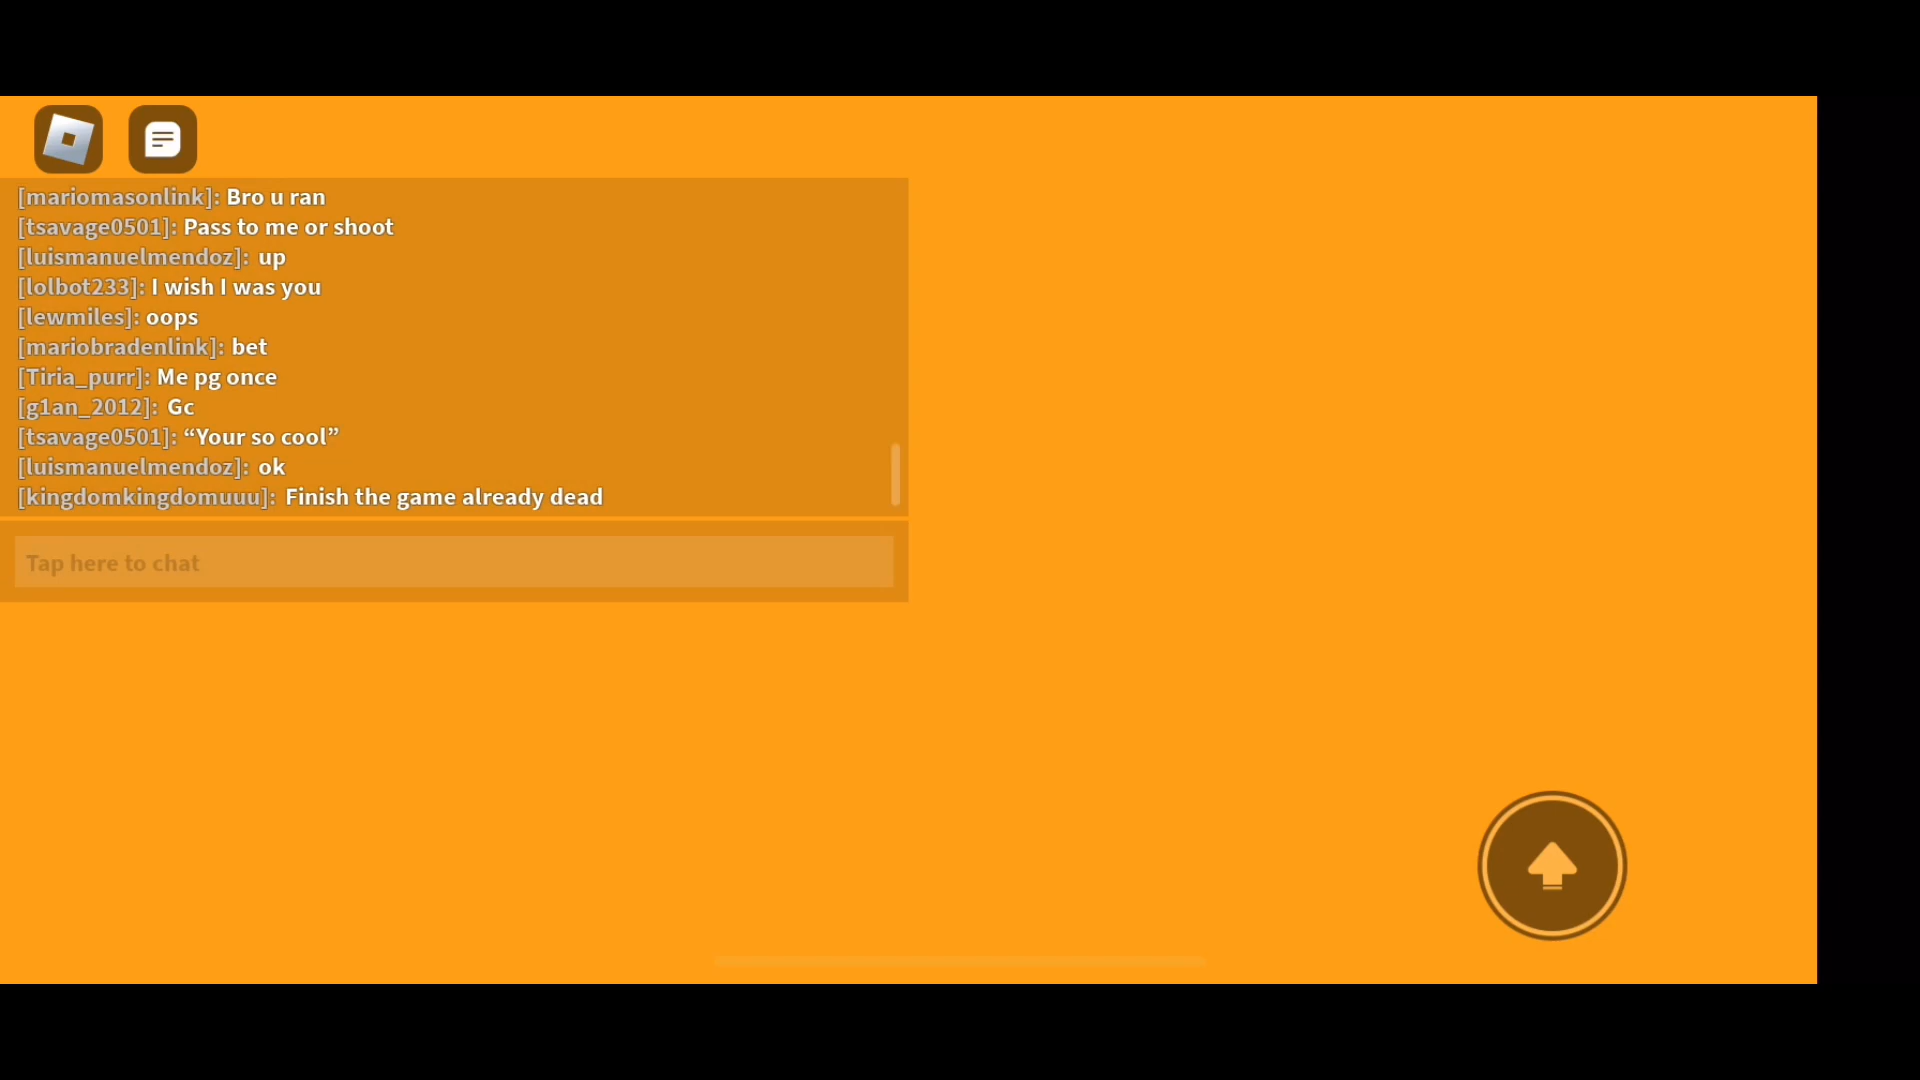 [mariomasonlink]: Bro u ran
[tsavage0501]: Pass to me or shoot
[luismanuelmendoz]: up
[lolbot233]: I wish I was you
[lewmiles]: oops
[mariobradenlink]: bet
[Tiria_purr]: Me pg once
[g1an_2012]: Gc
[tsavage0501]: “Your so cool”
[luismanuelmendoz]: ok
[kingdomkingdomuuu]: Finish the game already dead
Tap here to chat